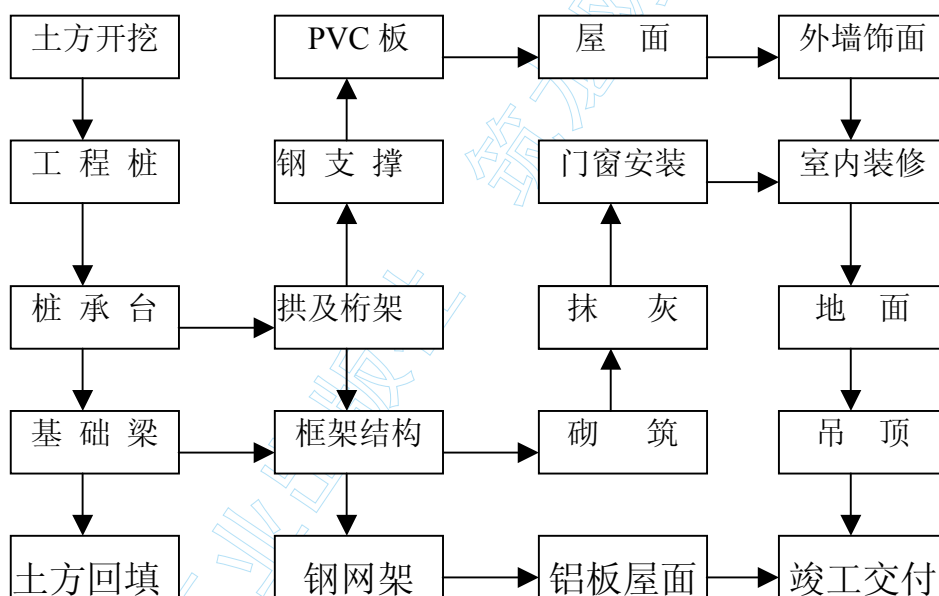 土方开挖 PVC 板 屋 面 外墙饰面
工 程 桩 钢 支 撑 门窗安装 室内装修
桩 承 台 拱及桁架 抹 灰 地 面
基 础 梁 框架结构 砌 筑 吊 顶
土方回填 钢网架 铝板屋面 竣工交付